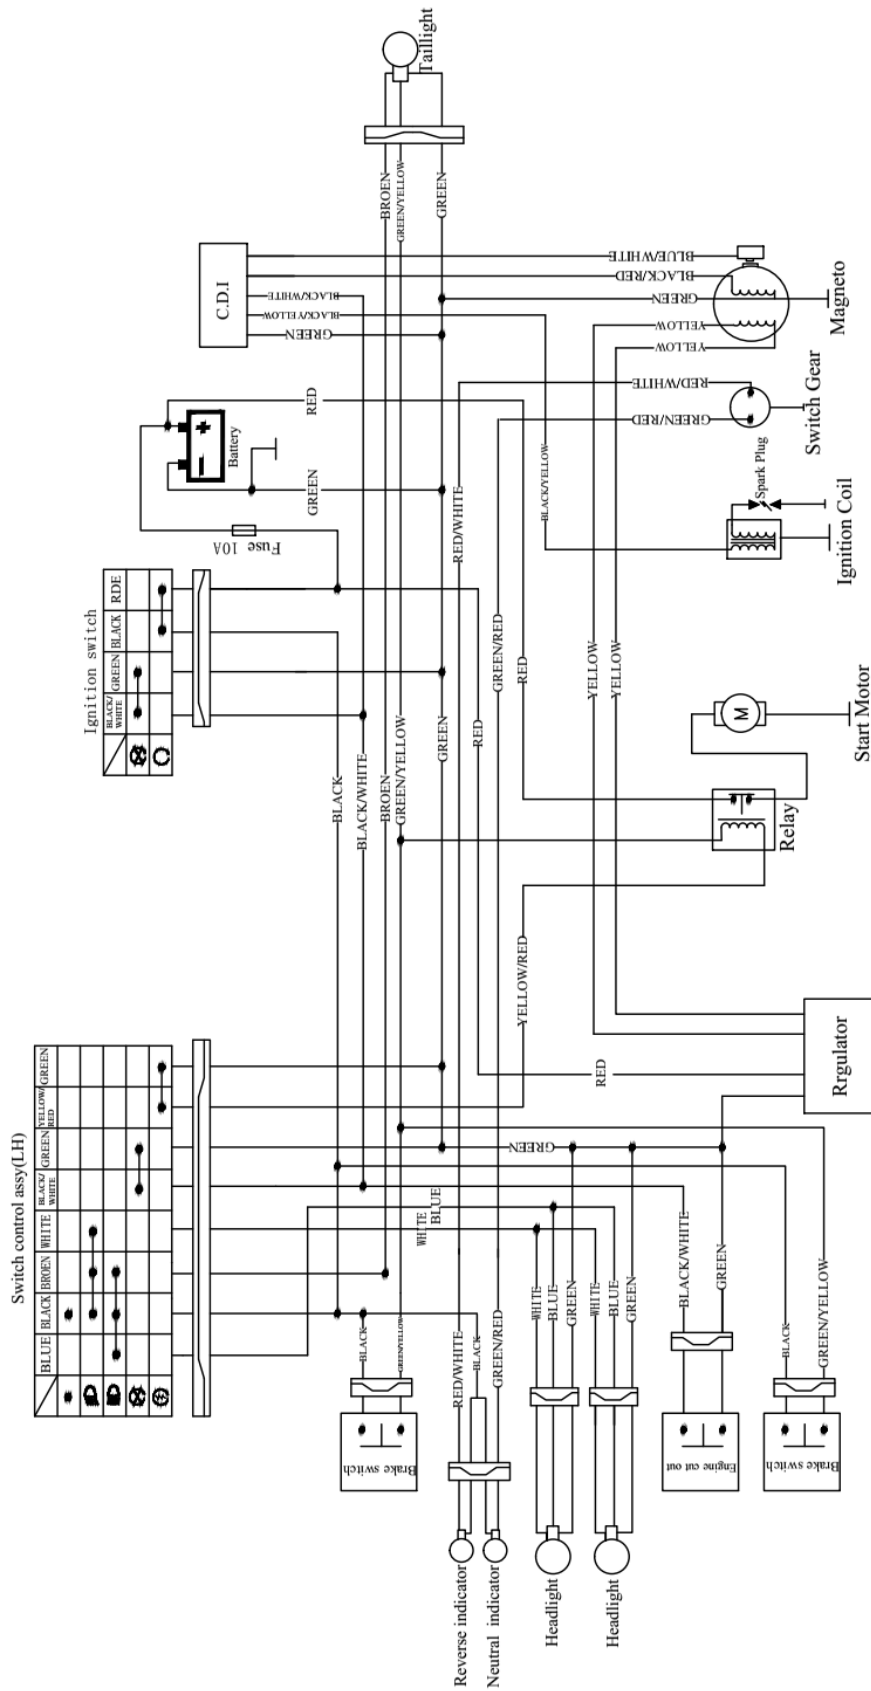 Taillight
BROEN
GREEN/YELLOW
GREEN
C.D.I
BLUE/WHITE
BLACK/RED
BLACK/WHITE
GREEN
BLACK/YELLOW
GREEN
YELLOW
YELLOW
Magneto
RED
RED/WHITE
GREEN/RED
Switch Gear
Battery
GREEN
Fuse 10A
RED/WHITE
BLACK/YELLOW
Spark Plug
Ignition Coil
Ignition switch
BLACK/
WHITE
GREEN
BLACK
RDE
GREEN/RED
RED
YELLOW
YELLOW
BLACK
BLACK/WHITE
BROEN
GREEN/YELLOW
GREEN
RED
M
Start Motor
Relay
YELLOW/RED
RED
Rrgulator
Switch control assy(LH)
BLUE
BLACK
BROEN
WHITE
BLACK/
WHITE
GREEN
YELLOW/
RED
GREEN
GREEN
WHITE
BLUE
BLACK
GREEN/YELLOW
RED/WHITE
BLACK
GREEN/RED
WHITE
BLUE
GREEN
WHITE
BLUE
GREEN
BLACK/WHITE
GREEN
BLACK
GREEN/YELLOW
Brake switch
Reverse indicator
Neutral indicator
Headlight
Headlight
Engine cut out
Brake switch